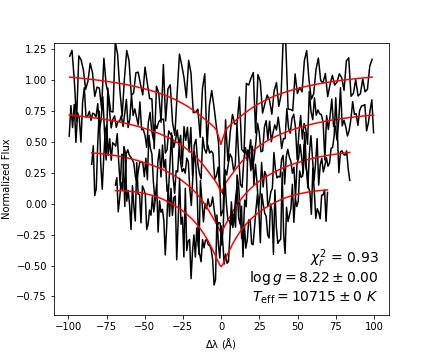 1.25
1.00
0.75
0.50
0.25
0.00
−0.25
−0.50
−0.75
Normalized Flux
χ²ᵣ = 0.93
log g = 8.22 ± 0.00
T_eff = 10715 ± 0 K
−100 −75 −50 −25 0 25 50 75 100
Δλ (Å)